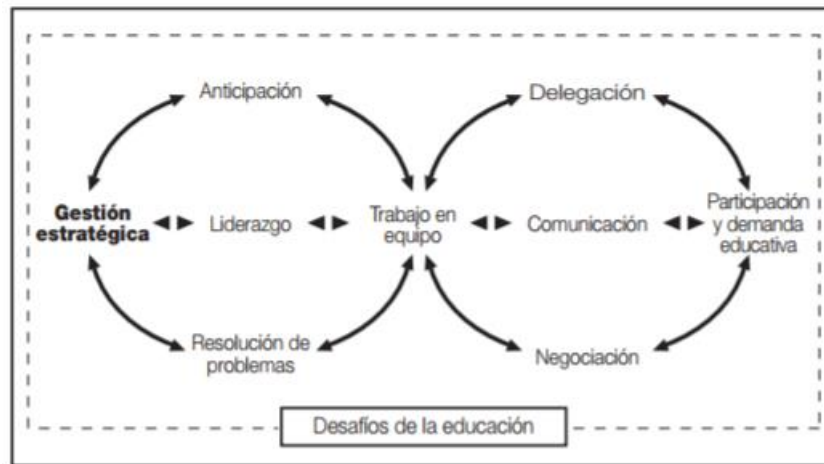 Anticipación
Delegación
Gestión
estratégica
Liderazgo
Trabajo en
equipo
Comunicación
Participación
y demanda
educativa
Resolución de
problemas
Negociación
Desafíos de la educación